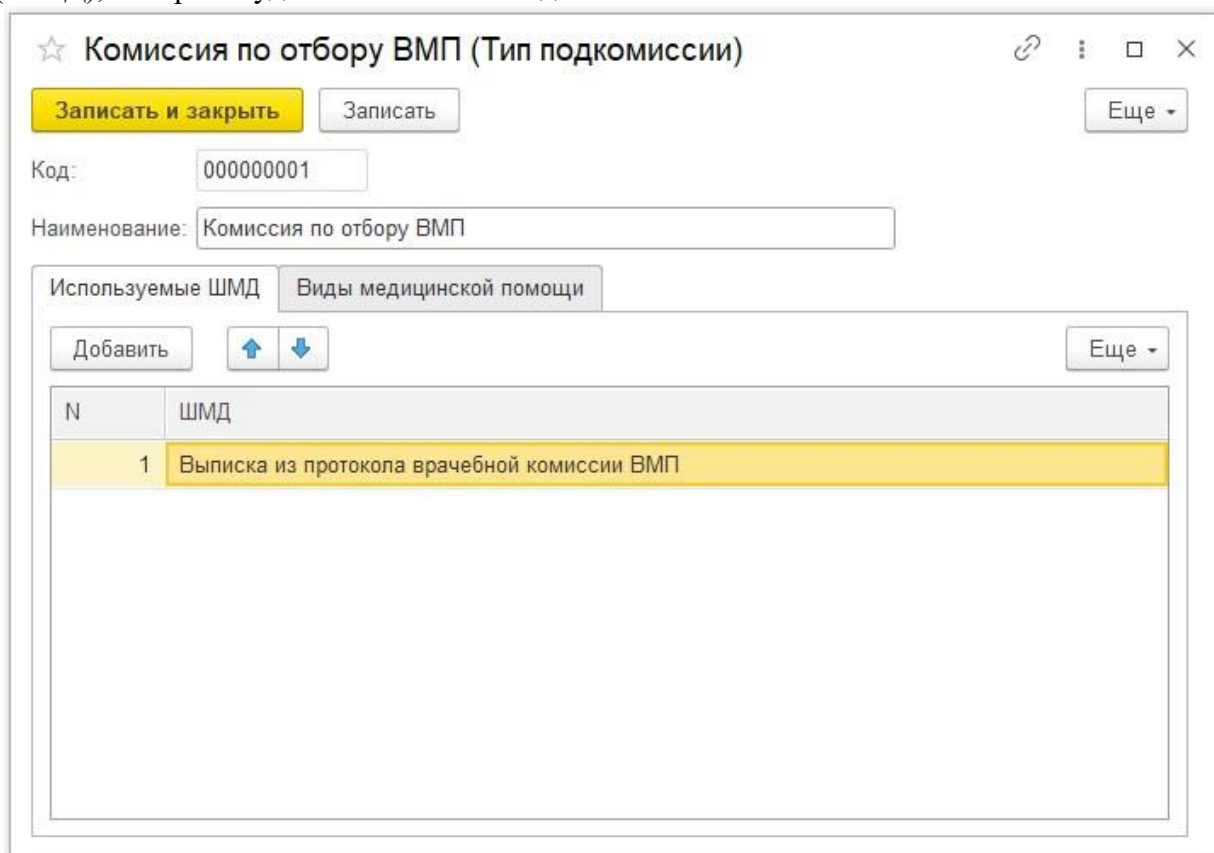 Комиссия по отбору ВМП (Тип подкомиссии)
Записать и закрыть Записать Еще
Код: 000000001
Наименование: Комиссия по отбору ВМП
Используемые ШМД Виды медицинской помощи
Добавить Еще
N ШМД
1 Выписка из протокола врачебной комиссии ВМП